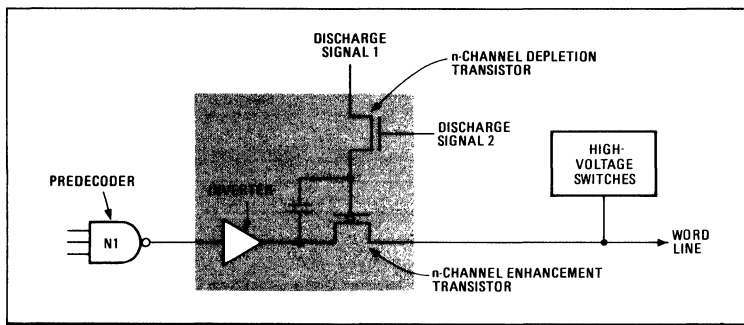 DISCHARGE
SIGNAL 1
n-CHANNEL DEPLETION
TRANSISTOR
DISCHARGE
SIGNAL 2
HIGH-
VOLTAGE
SWITCHES
PREDECODER
INVERTER
N1
WORD
LINE
n-CHANNEL ENHANCEMENT
TRANSISTOR